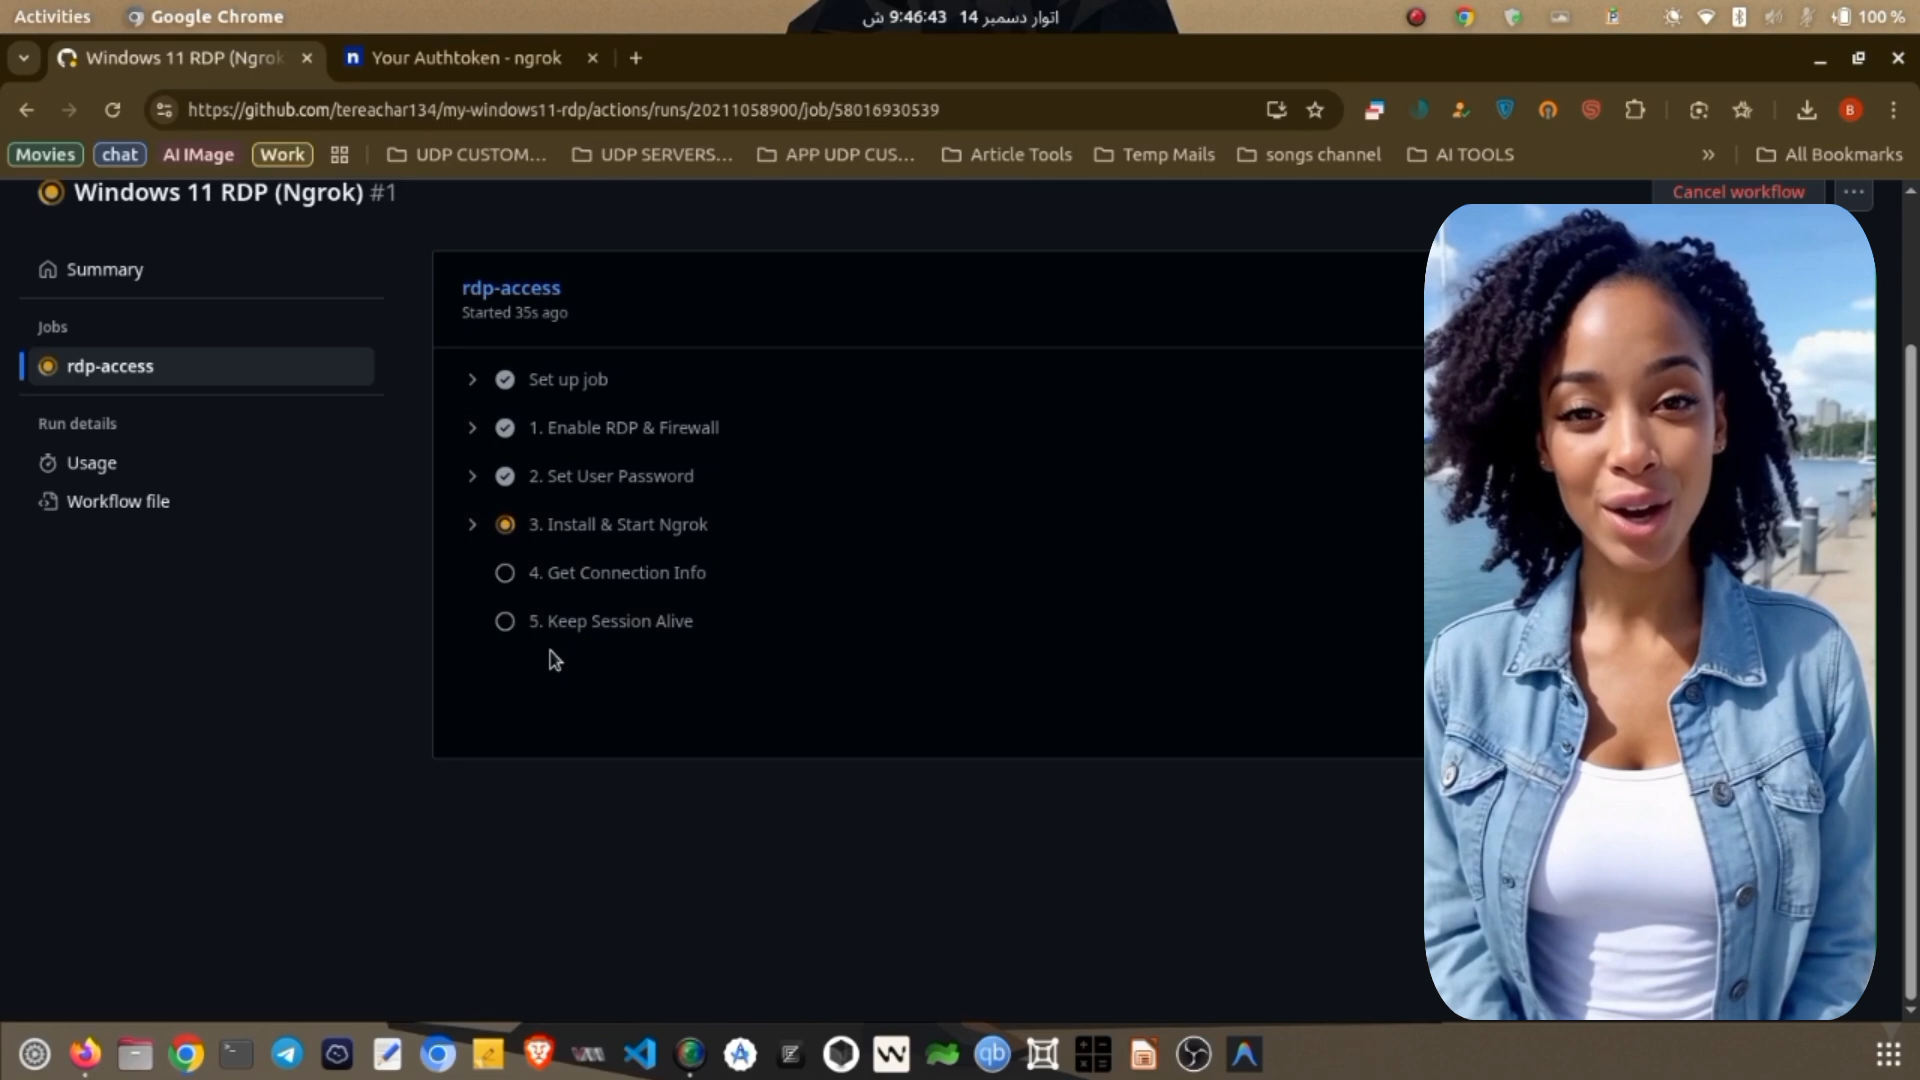 Activities
Google Chrome
اتوار دسمبر 14 9:46:43 ش
100 %
Windows 11 RDP (Ngrok
Your Authtoken - ngrok
https://github.com/tereachar134/my-windows11-rdp/actions/runs/20211058900/job/58016930539
B
Movies
chat
AI IMage
Work
UDP CUSTOM...
UDP SERVERS...
APP UDP CUS...
Article Tools
Temp Mails
songs channel
AI TOOLS
All Bookmarks
Windows 11 RDP (Ngrok) #1
Cancel workflow
Summary
Jobs
rdp-access
Run details
Usage
Workflow file
rdp-access
Started 35s ago
Set up job
1. Enable RDP & Firewall
2. Set User Password
3. Install & Start Ngrok
4. Get Connection Info
5. Keep Session Alive